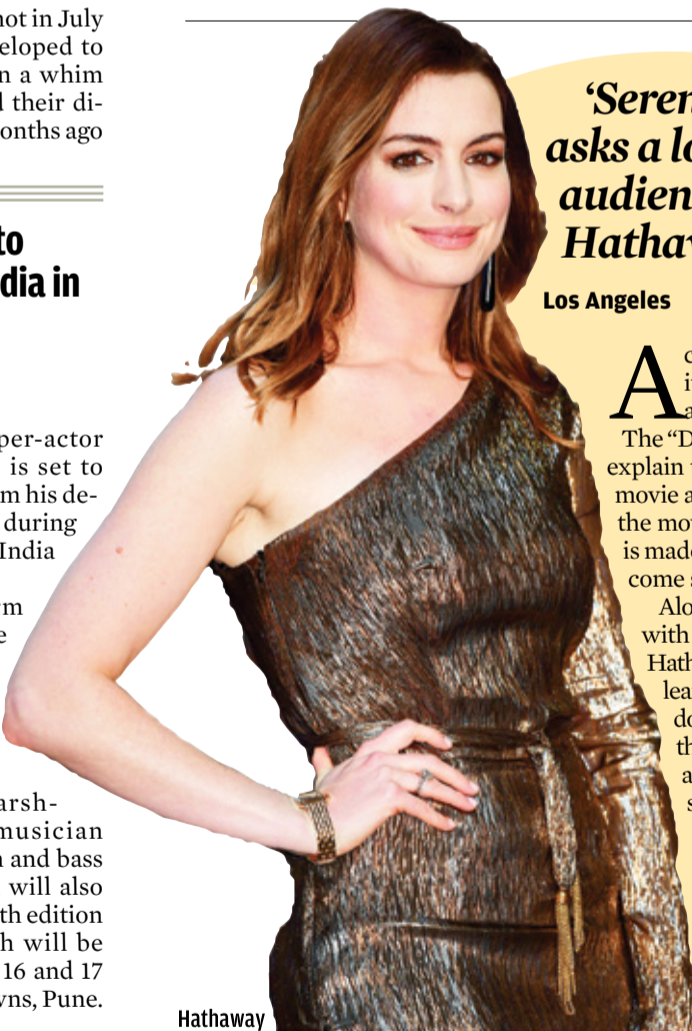 not in July
eloped to
n a whim
d their di-
onths ago
to
dia in
per-actor
is set to
m his de-
during
India
rm
e
arsh-
musician
n and bass
will also
th edition
h will be
16 and 17
wns, Pune.
‘Seren
asks a lo
audien
Hathaw
Los Angeles
A
The “D
explain
movie a
the mov
is made
come
Alo
with
Hath
lea
do
th
a
s
Hathaway